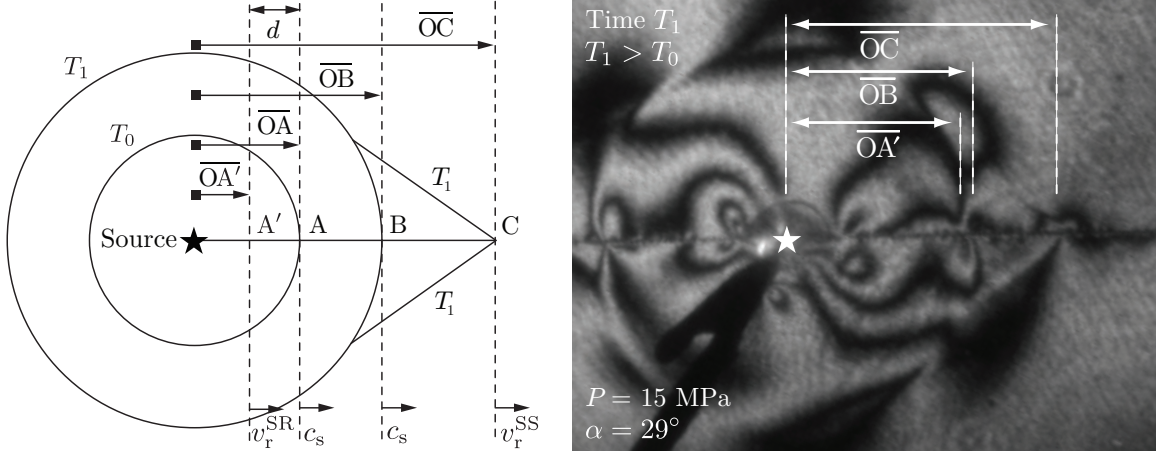 d
OC
T₁
OB
T₀
OA
OA′
T₁
Source
A′
A
B
C
T₁
vᵣSR
cₛ
cₛ
vᵣSS
Time T₁
T₁ > T₀
OC
OB
OA′
P = 15 MPa
α = 29°